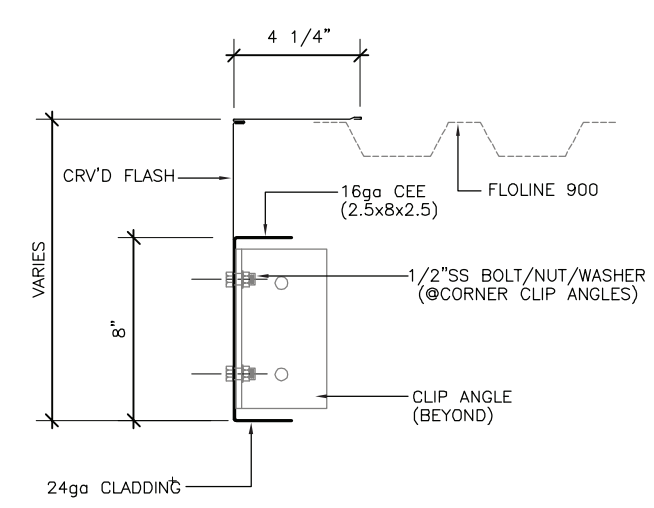 4 1/4"
CRV'D FLASH
16ga CEE
(2.5x8x2.5)
FLOLINE 900
VARIES
8"
1/2"SS BOLT/NUT/WASHER
(@CORNER CLIP ANGLES)
CLIP ANGLE
(BEYOND)
24ga CLADDING